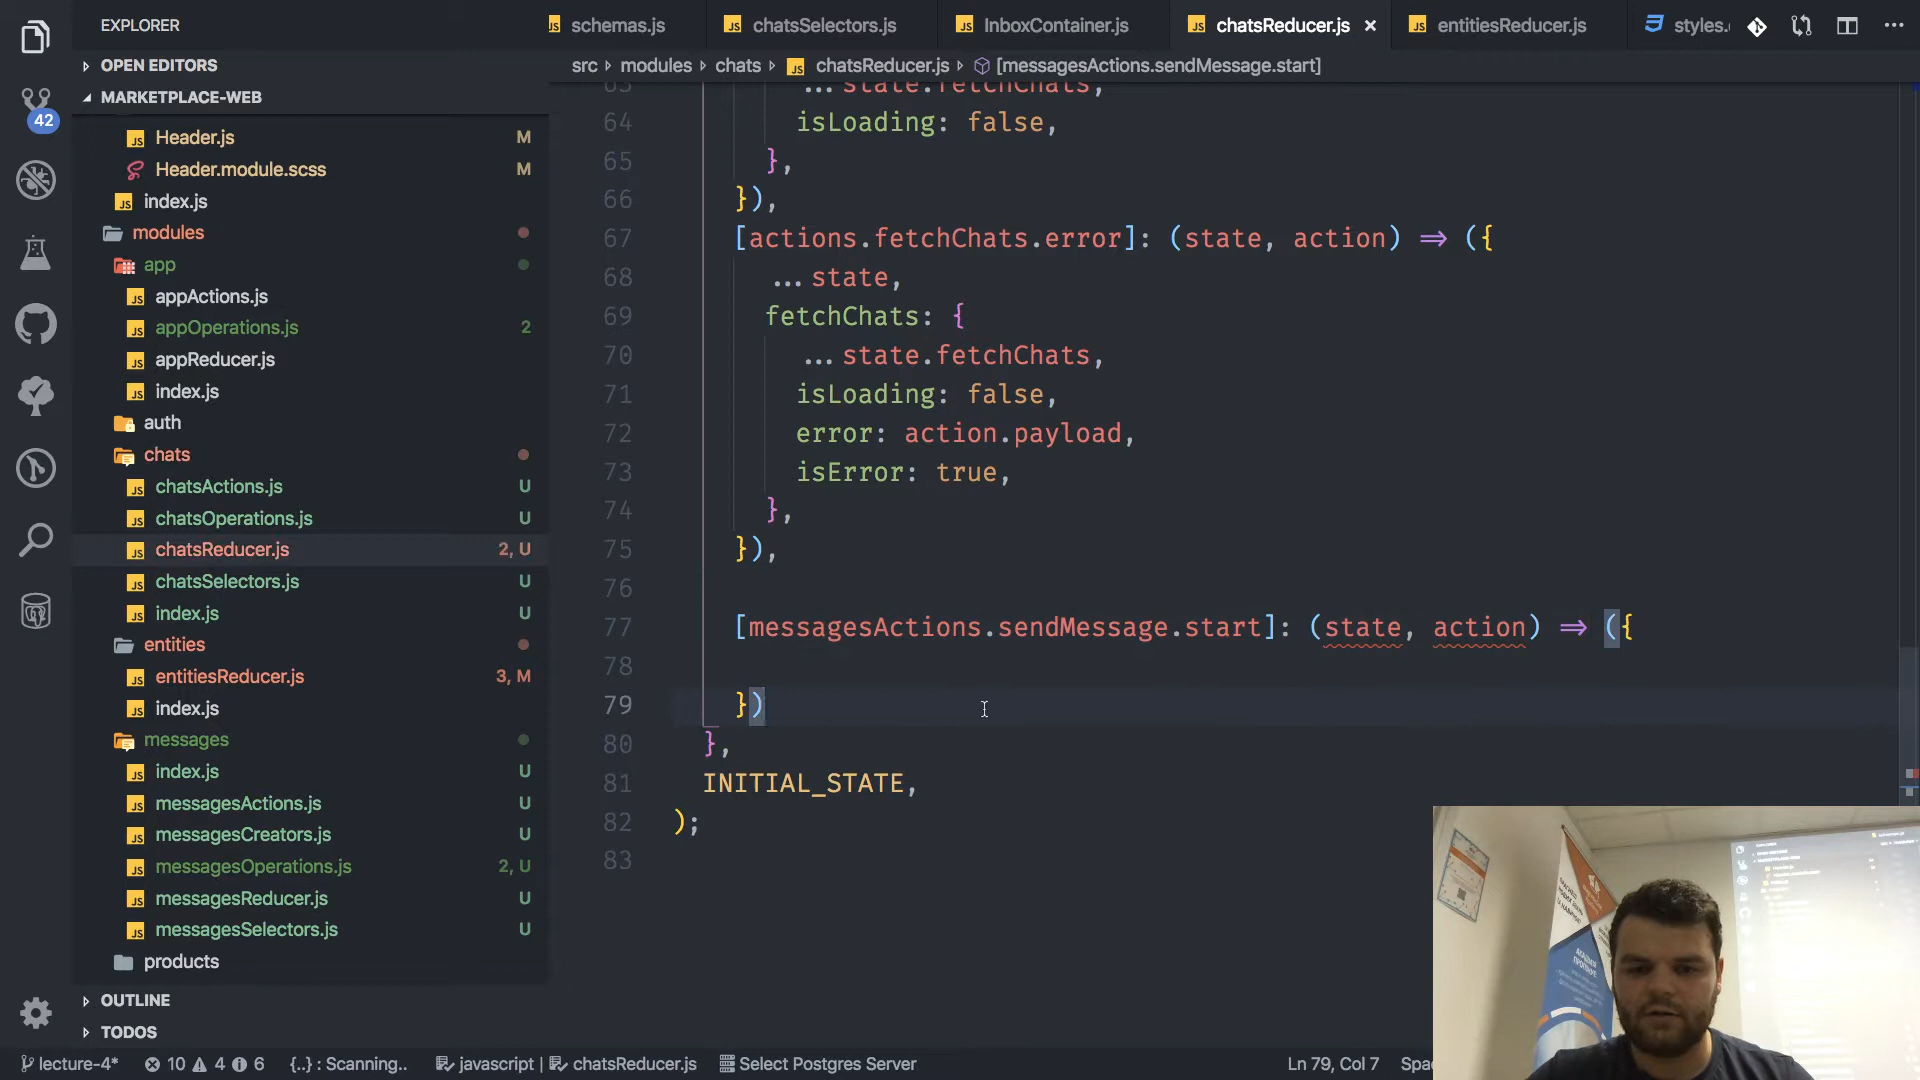 EXPLORER
schemas.js
chatsSelectors.js
InboxContainer.js
chatsReducer.js
entitiesReducer.js
styles.
OPEN EDITORS
src > modules > chats > chatsReducer.js > [messagesActions.sendMessage.start]
MARKETPLACE-WEB
42
Header.js M
Header.module.scss M
index.js
modules
app
appActions.js
appOperations.js 2
appReducer.js
index.js
auth
chats
chatsActions.js U
chatsOperations.js U
chatsReducer.js 2, U
chatsSelectors.js U
index.js U
entities
entitiesReducer.js 3, M
index.js
messages
index.js U
messagesActions.js U
messagesCreators.js U
messagesOperations.js 2, U
messagesReducer.js U
messagesSelectors.js U
products
OUTLINE
TODOS
63 ...state.fetchChats,
64 isLoading: false,
65 },
66 }),
67 [actions.fetchChats.error]: (state, action) => ({
68 ...state,
69 fetchChats: {
70 ...state.fetchChats,
71 isLoading: false,
72 error: action.payload,
73 isError: true,
74 },
75 }),
76
77 [messagesActions.sendMessage.start]: (state, action) => ({
78
79 })
80 },
81 INITIAL_STATE,
82 );
83
АКАДЕМІЯ
lecture-4* 10 4 6 {..} : Scanning.. javascript | chatsReducer.js Select Postgres Server Ln 79, Col 7 Spa